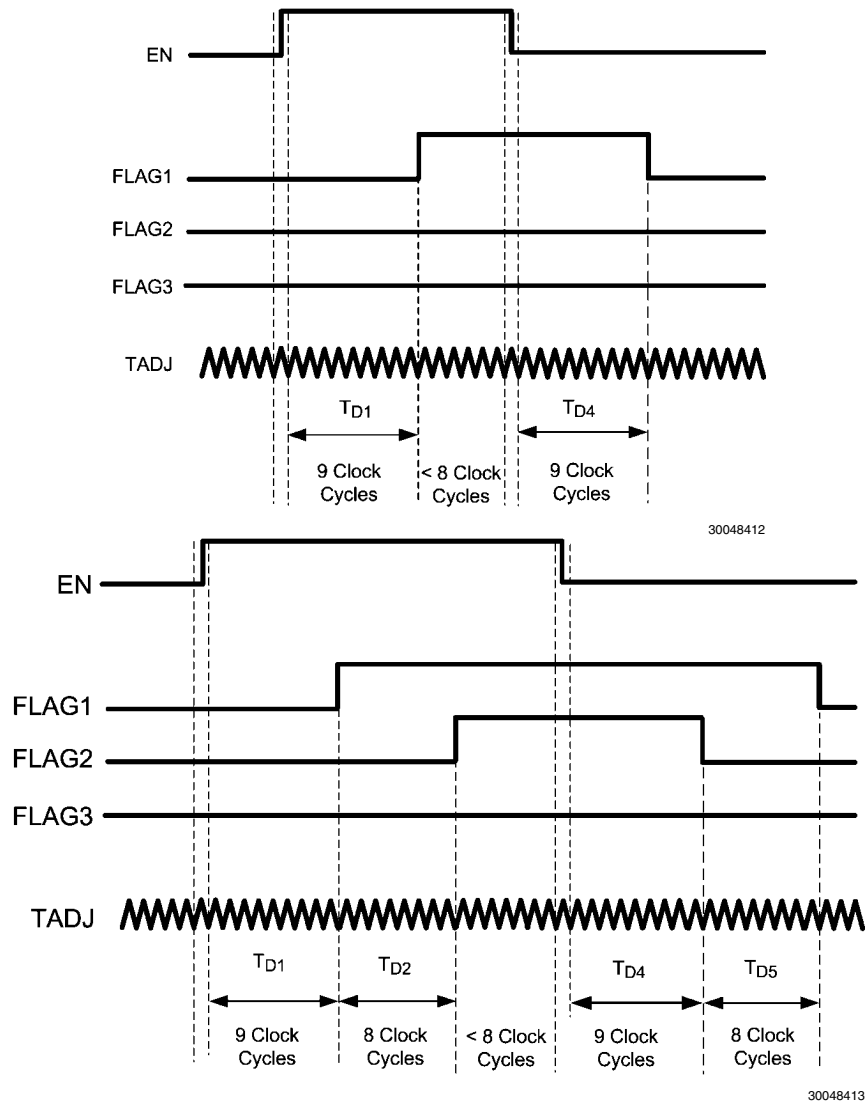 EN
FLAG1
FLAG2
FLAG3
TADJ
TD1
TD4
9 Clock Cycles
< 8 Clock Cycles
9 Clock Cycles
30048412
EN
FLAG1
FLAG2
FLAG3
TADJ
TD1
TD2
TD4
TD5
9 Clock Cycles
8 Clock Cycles
< 8 Clock Cycles
9 Clock Cycles
8 Clock Cycles
30048413